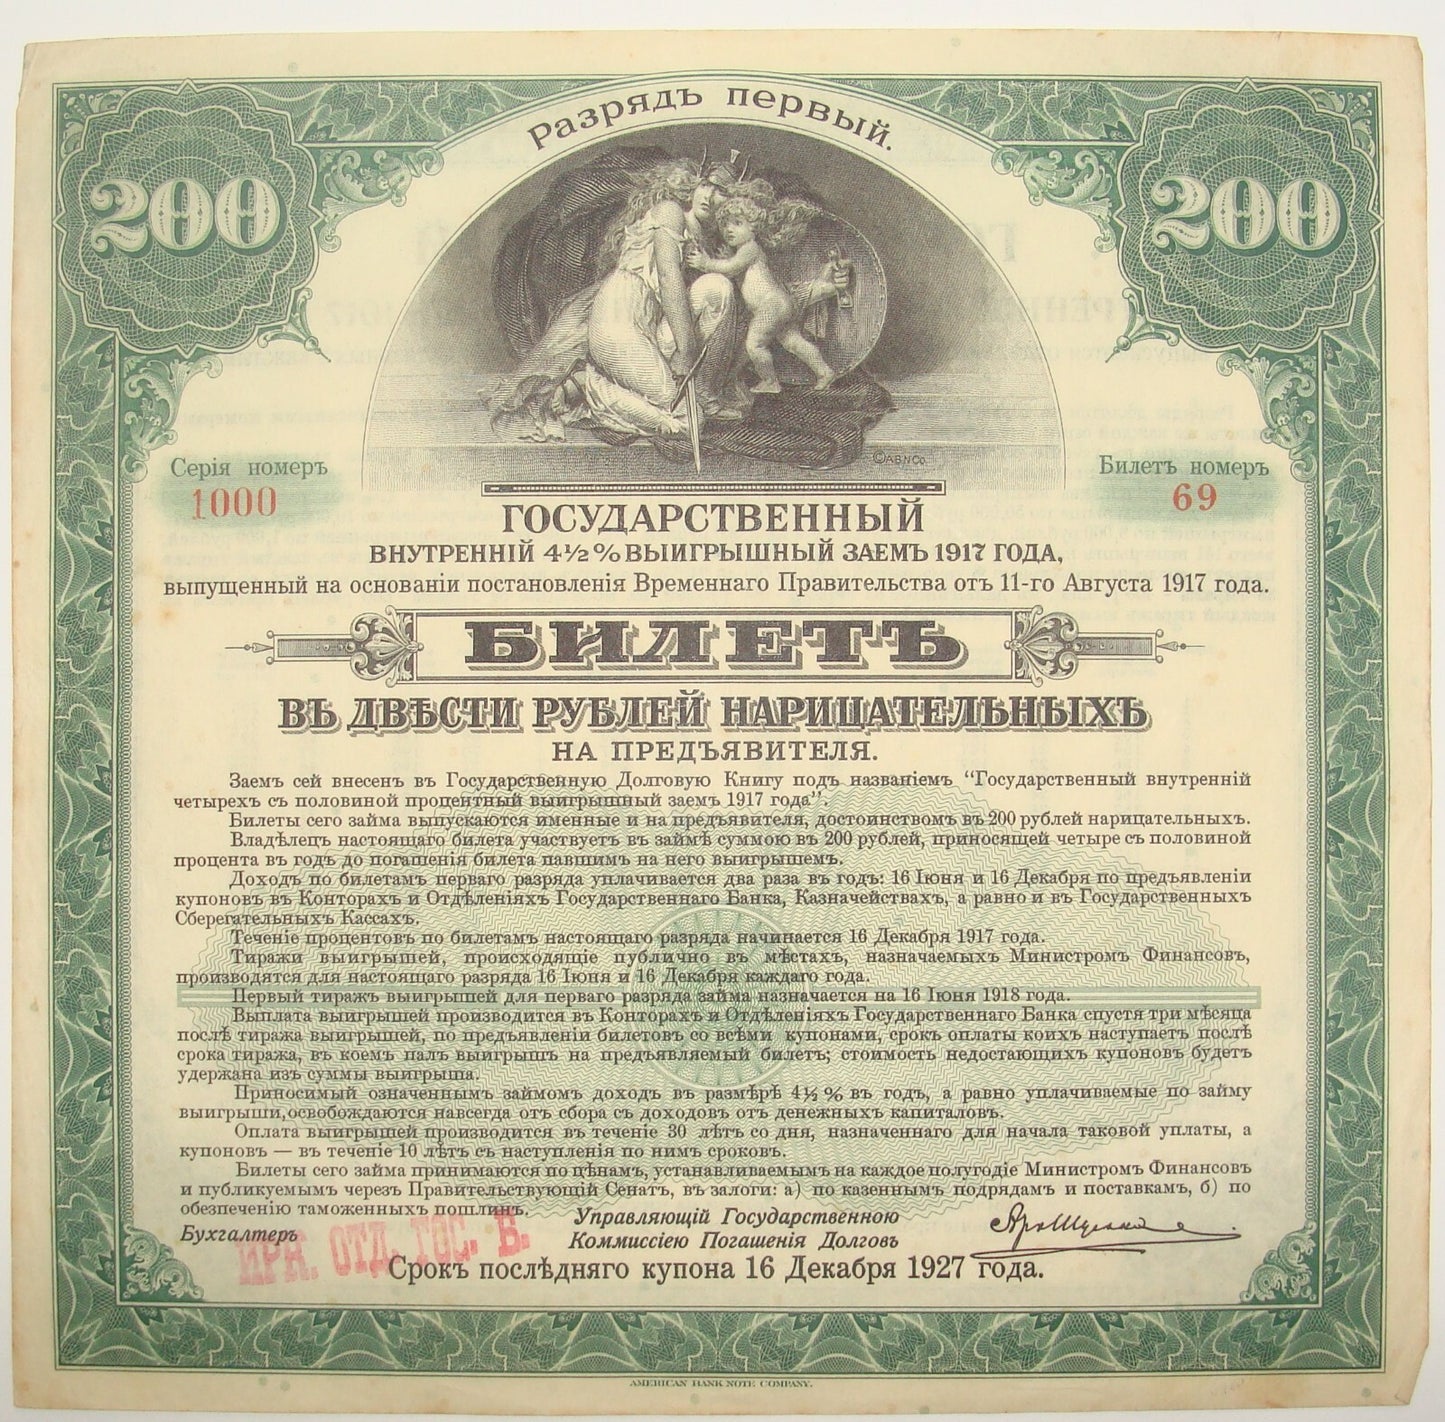 Разрядъ первый.
200
200
©ABNCo.
Серія номеръ
1000
Билетъ номеръ
69
ГОСУДАРСТВЕННЫЙ
ВНУТРЕННІЙ 4½% ВЫИГРЫШНЫЙ ЗАЕМЪ 1917 ГОДА,
выпущенный на основаніи постановленія Временнаго Правительства отъ 11-го Августа 1917 года.
БИЛЕТЪ
ВЪ ДВѢСТИ РУБЛЕЙ НАРИЦАТЕЛЬНЫХЪ
НА ПРЕДЪЯВИТЕЛЯ.
Заемъ сей внесенъ въ Государственную Долговую Книгу подъ названіемъ “Государственный внутренній
четырехъ съ половиной процентный выигрышный заемъ 1917 года”.
Билеты сего займа выпускаются именные и на предъявителя, достоинствомъ въ 200 рублей нарицательныхъ.
Владѣлецъ настоящаго билета участвуетъ въ займѣ суммою въ 200 рублей, приносящей четыре съ половиной
процента въ годъ до погашенія билета павшимъ на него выигрышемъ.
Доходъ по билетамъ перваго разряда уплачивается два раза въ годъ: 16 Іюня и 16 Декабря по предъявленіи
купоновъ въ Конторахъ и Отдѣленіяхъ Государственнаго Банка, Казначействахъ, а равно и въ Государственныхъ
Сберегательныхъ Кассахъ.
Теченіе процентовъ по билетамъ настоящаго разряда начинается 16 Декабря 1917 года.
Тиражи выигрышей, происходящіе публично въ мѣстахъ, назначаемыхъ Министромъ Финансовъ,
производятся для настоящаго разряда 16 Іюня и 16 Декабря каждаго года.
Первый тиражъ выигрышей для перваго разряда займа назначается на 16 Іюня 1918 года.
Выплата выигрышей производится въ Конторахъ и Отдѣленіяхъ Государственнаго Банка спустя три мѣсяца
послѣ тиража выигрышей, по предъявленіи билетовъ со всѣми купонами, срокъ оплаты коихъ наступаетъ послѣ
срока тиража, въ коемъ палъ выигрышъ на предъявляемый билетъ; стоимость недостающихъ купоновъ будетъ
удержана изъ суммы выигрыша.
Приносимый означеннымъ займомъ доходъ въ размѣрѣ 4½% въ годъ, а равно уплачиваемые по займу
выигрыши, освобождаются навсегда отъ сбора съ доходовъ отъ денежныхъ капиталовъ.
Оплата выигрышей производится въ теченіе 30 лѣтъ со дня, назначеннаго для начала таковой уплаты, а
купоновъ — въ теченіе 10 лѣтъ съ наступленія по нимъ сроковъ.
Билеты сего займа принимаются по цѣнамъ, устанавливаемымъ на каждое полугодіе Министромъ Финансовъ
и публикуемымъ черезъ Правительствующій Сенатъ, въ залоги: а) по казеннымъ подрядамъ и поставкамъ, б) по
обезпеченію таможенныхъ пошлинъ.
Бухгалтеръ
Управляющій Государственною
Коммиссіею Погашенія Долговъ
ИРК. ОТД. ГОС. Б.
Срокъ послѣдняго купона 16 Декабря 1927 года.
AMERICAN BANK NOTE COMPANY.